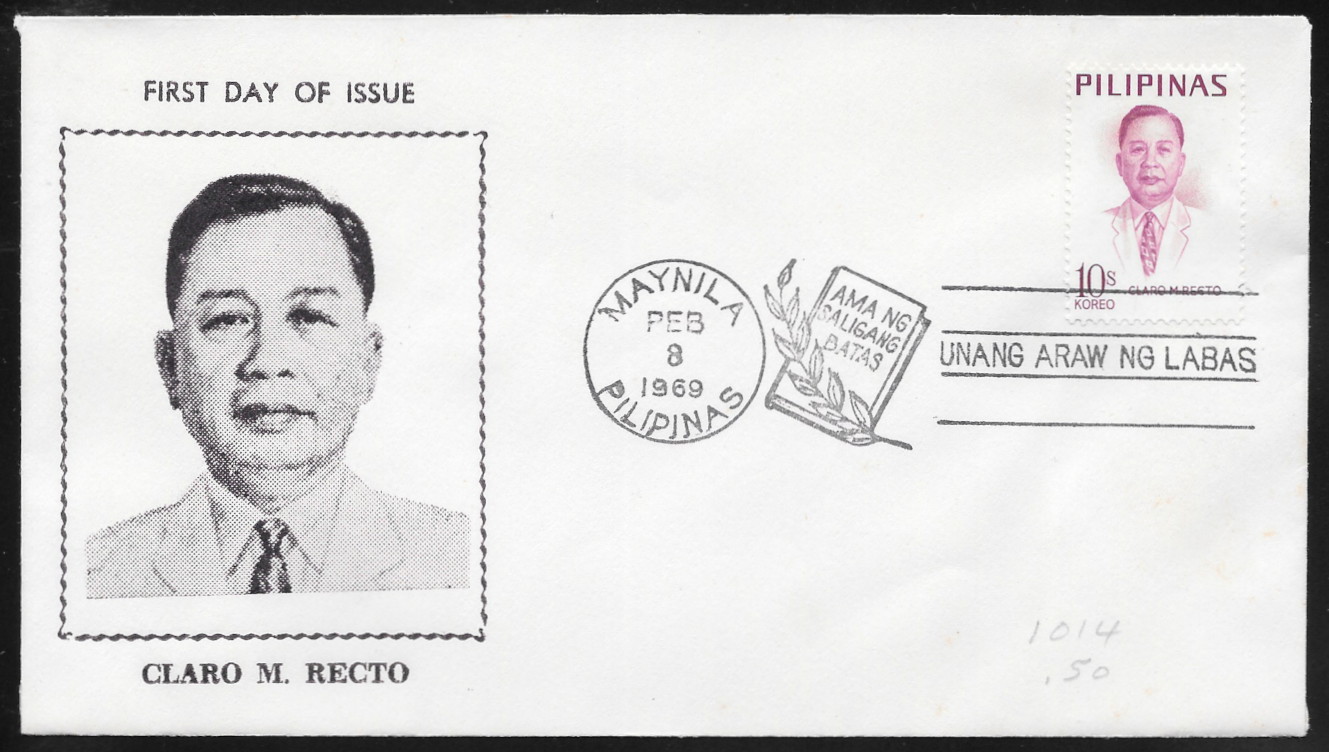 FIRST DAY OF ISSUE
CLARO M. RECTO
PILIPINAS
10s
KOREO
CLARO M. RECTO
MAYNILA
FEB
8
1969
PILIPINAS
AMA NG
SALIGANG
BATAS
UNANG ARAW NG LABAS
1014
.50